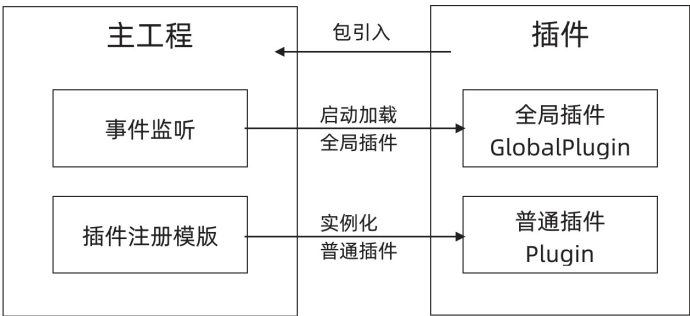 主工程
包引入
插件
事件监听
启动加载
全局插件
全局插件
GlobalPlugin
插件注册模版
实例化
普通插件
普通插件
Plugin